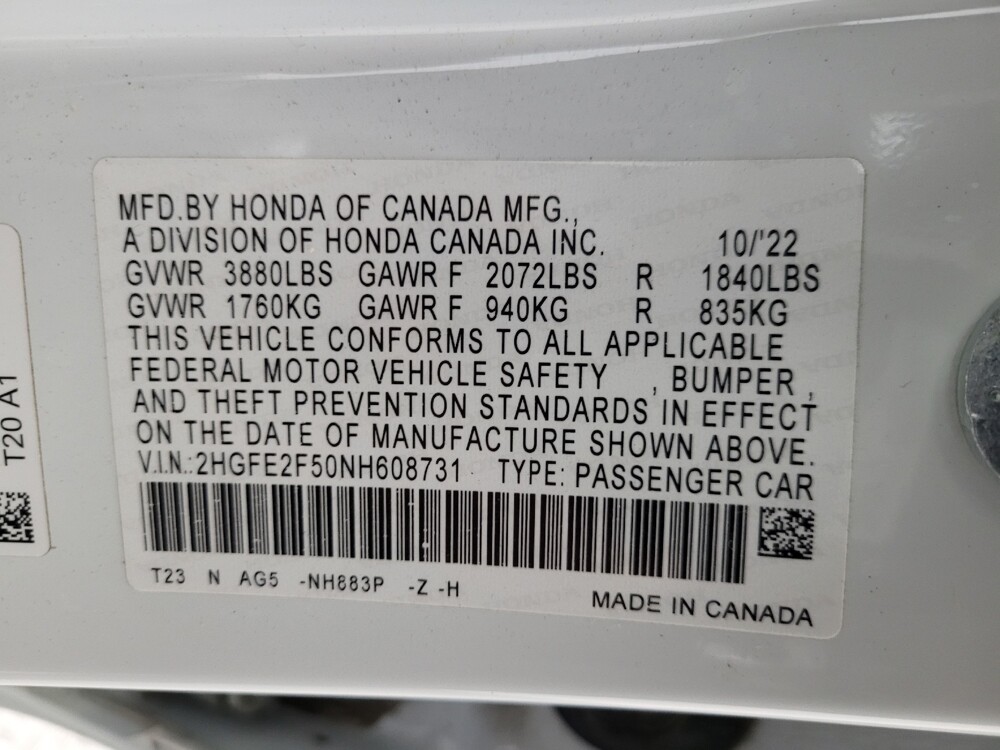 MFD.BY HONDA OF CANADA MFG.,
A DIVISION OF HONDA CANADA INC. 10/'22
GVWR 3880LBS GAWR F 2072LBS R 1840LBS
GVWR 1760KG GAWR F 940KG R 835KG
THIS VEHICLE CONFORMS TO ALL APPLICABLE
FEDERAL MOTOR VEHICLE SAFETY , BUMPER ,
AND THEFT PREVENTION STANDARDS IN EFFECT
ON THE DATE OF MANUFACTURE SHOWN ABOVE.
V.I.N.:2HGFE2F50NH608731 TYPE: PASSENGER CAR
T23 N AG5 -NH883P -Z -H
MADE IN CANADA
T20 A1